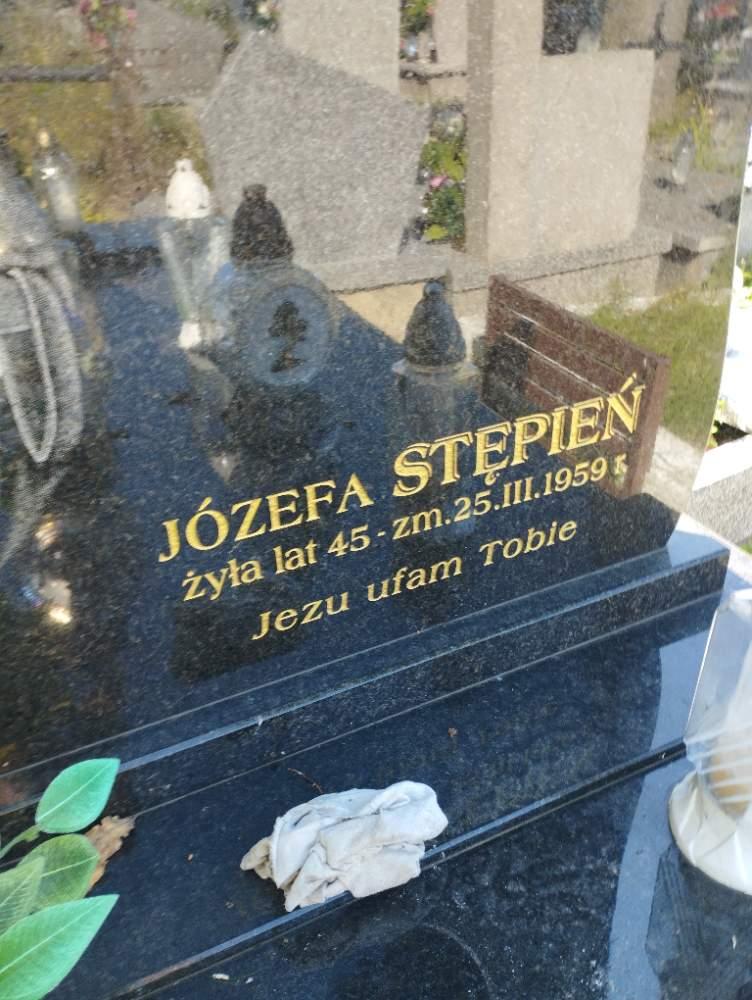 JÓZEFA STĘPIEŃ
żyła lat 45 - zm. 25.III.1959 r.
Jezu ufam Tobie